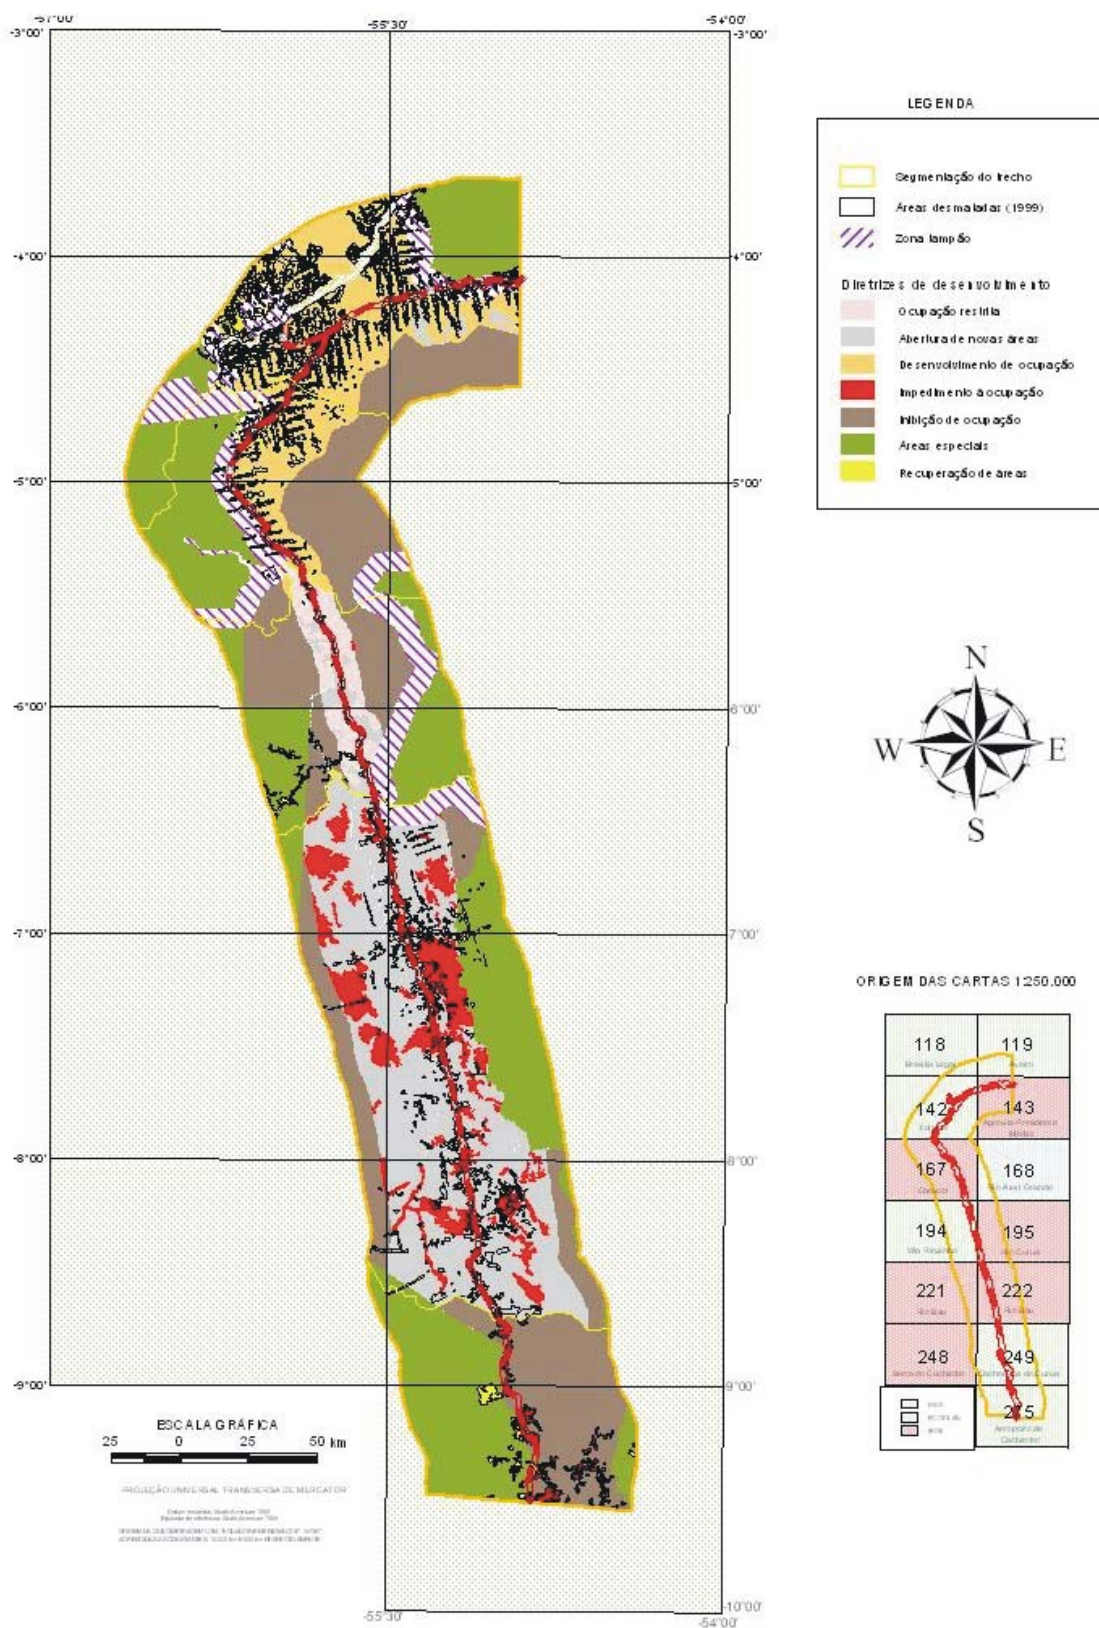 -57°00'
-55°30'
-54°00'
-3°00'
-3°00'
LEGENDA
Segmentação do trecho
Áreas desmatadas (1999)
Zona tampão
-4°00'
-4°00'
Diretrizes de desenvolvimento
Ocupação restrita
Abertura de novas áreas
Desenvolvimento de ocupação
Impedimento à ocupação
Inibição de ocupação
Áreas especiais
Recuperação de áreas
-5°00'
-5°00'
-6°00'
-6°00'
N
W
E
S
-7°00'
-7°00'
ORIGEM DAS CARTAS 1:250.000
118
119
142
143
167
168
194
195
221
222
248
249
275
-8°00'
-8°00'
-9°00'
-9°00'
ESCALA GRÁFICA
25 0 25 50 km
PROJEÇÃO UNIVERSAL TRANSVERSA DE MERCATOR
-10°00'
-55°30'
-54°00'